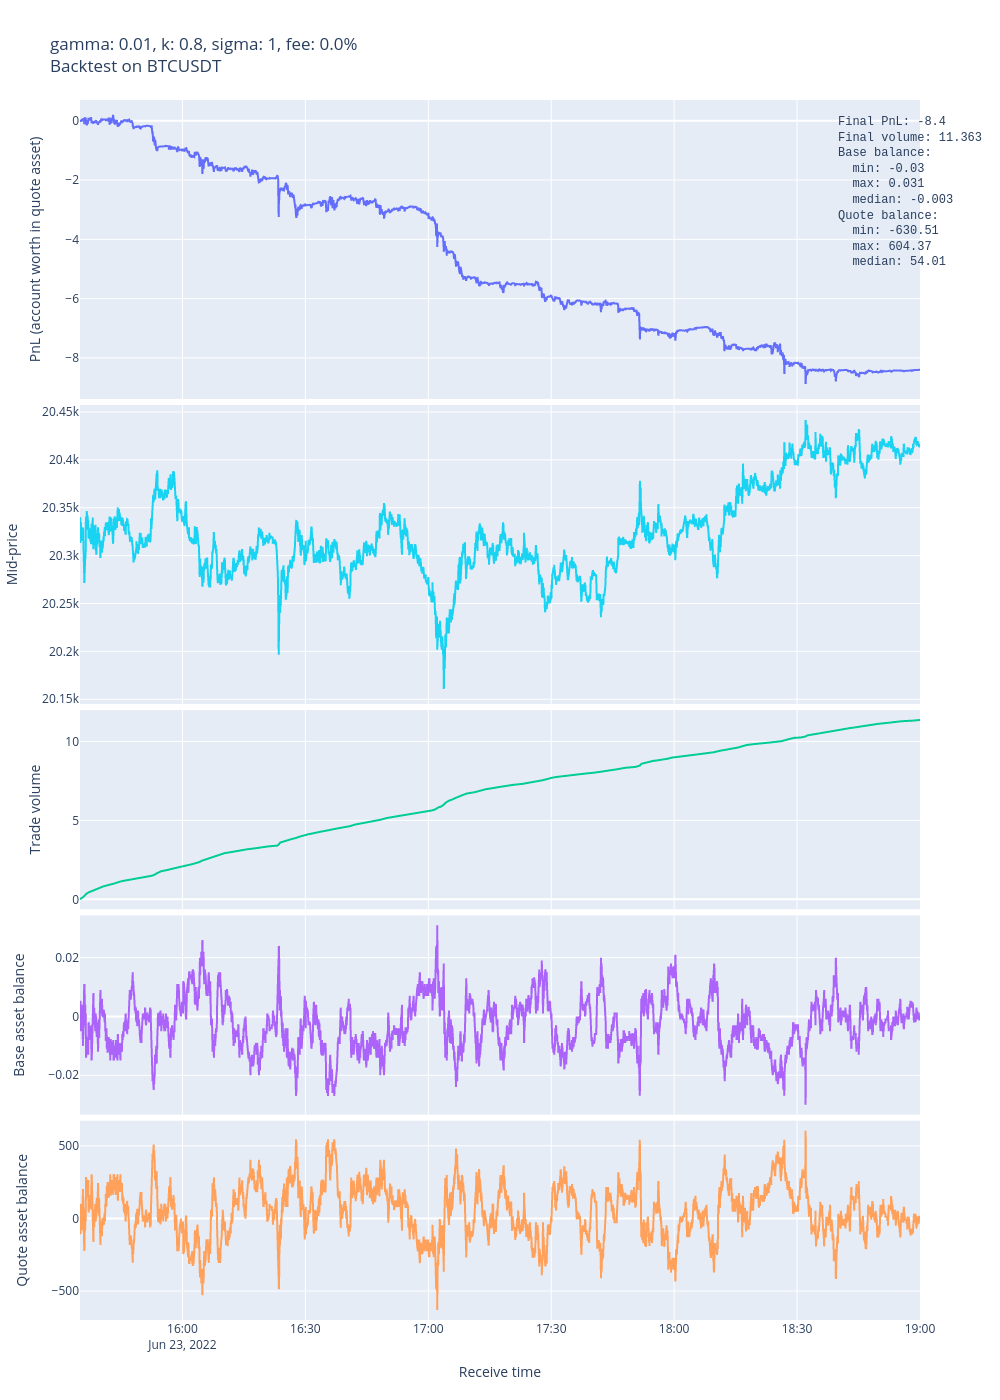 gamma: 0.01, k: 0.8, sigma: 1, fee: 0.0%
Backtest on BTCUSDT
PnL (account worth in quote asset)
0
−2
−4
−6
−8
Final PnL: -8.4
Final volume: 11.363
Base balance:
min: -0.03
max: 0.031
median: -0.003
Quote balance:
min: -630.51
max: 604.37
median: 54.01
Mid-price
20.45k
20.4k
20.35k
20.3k
20.25k
20.2k
20.15k
Trade volume
10
5
0
Base asset balance
0.02
0
−0.02
Quote asset balance
500
0
−500
16:00 16:30 17:00 17:30 18:00 18:30 19:00
Jun 23, 2022
Receive time